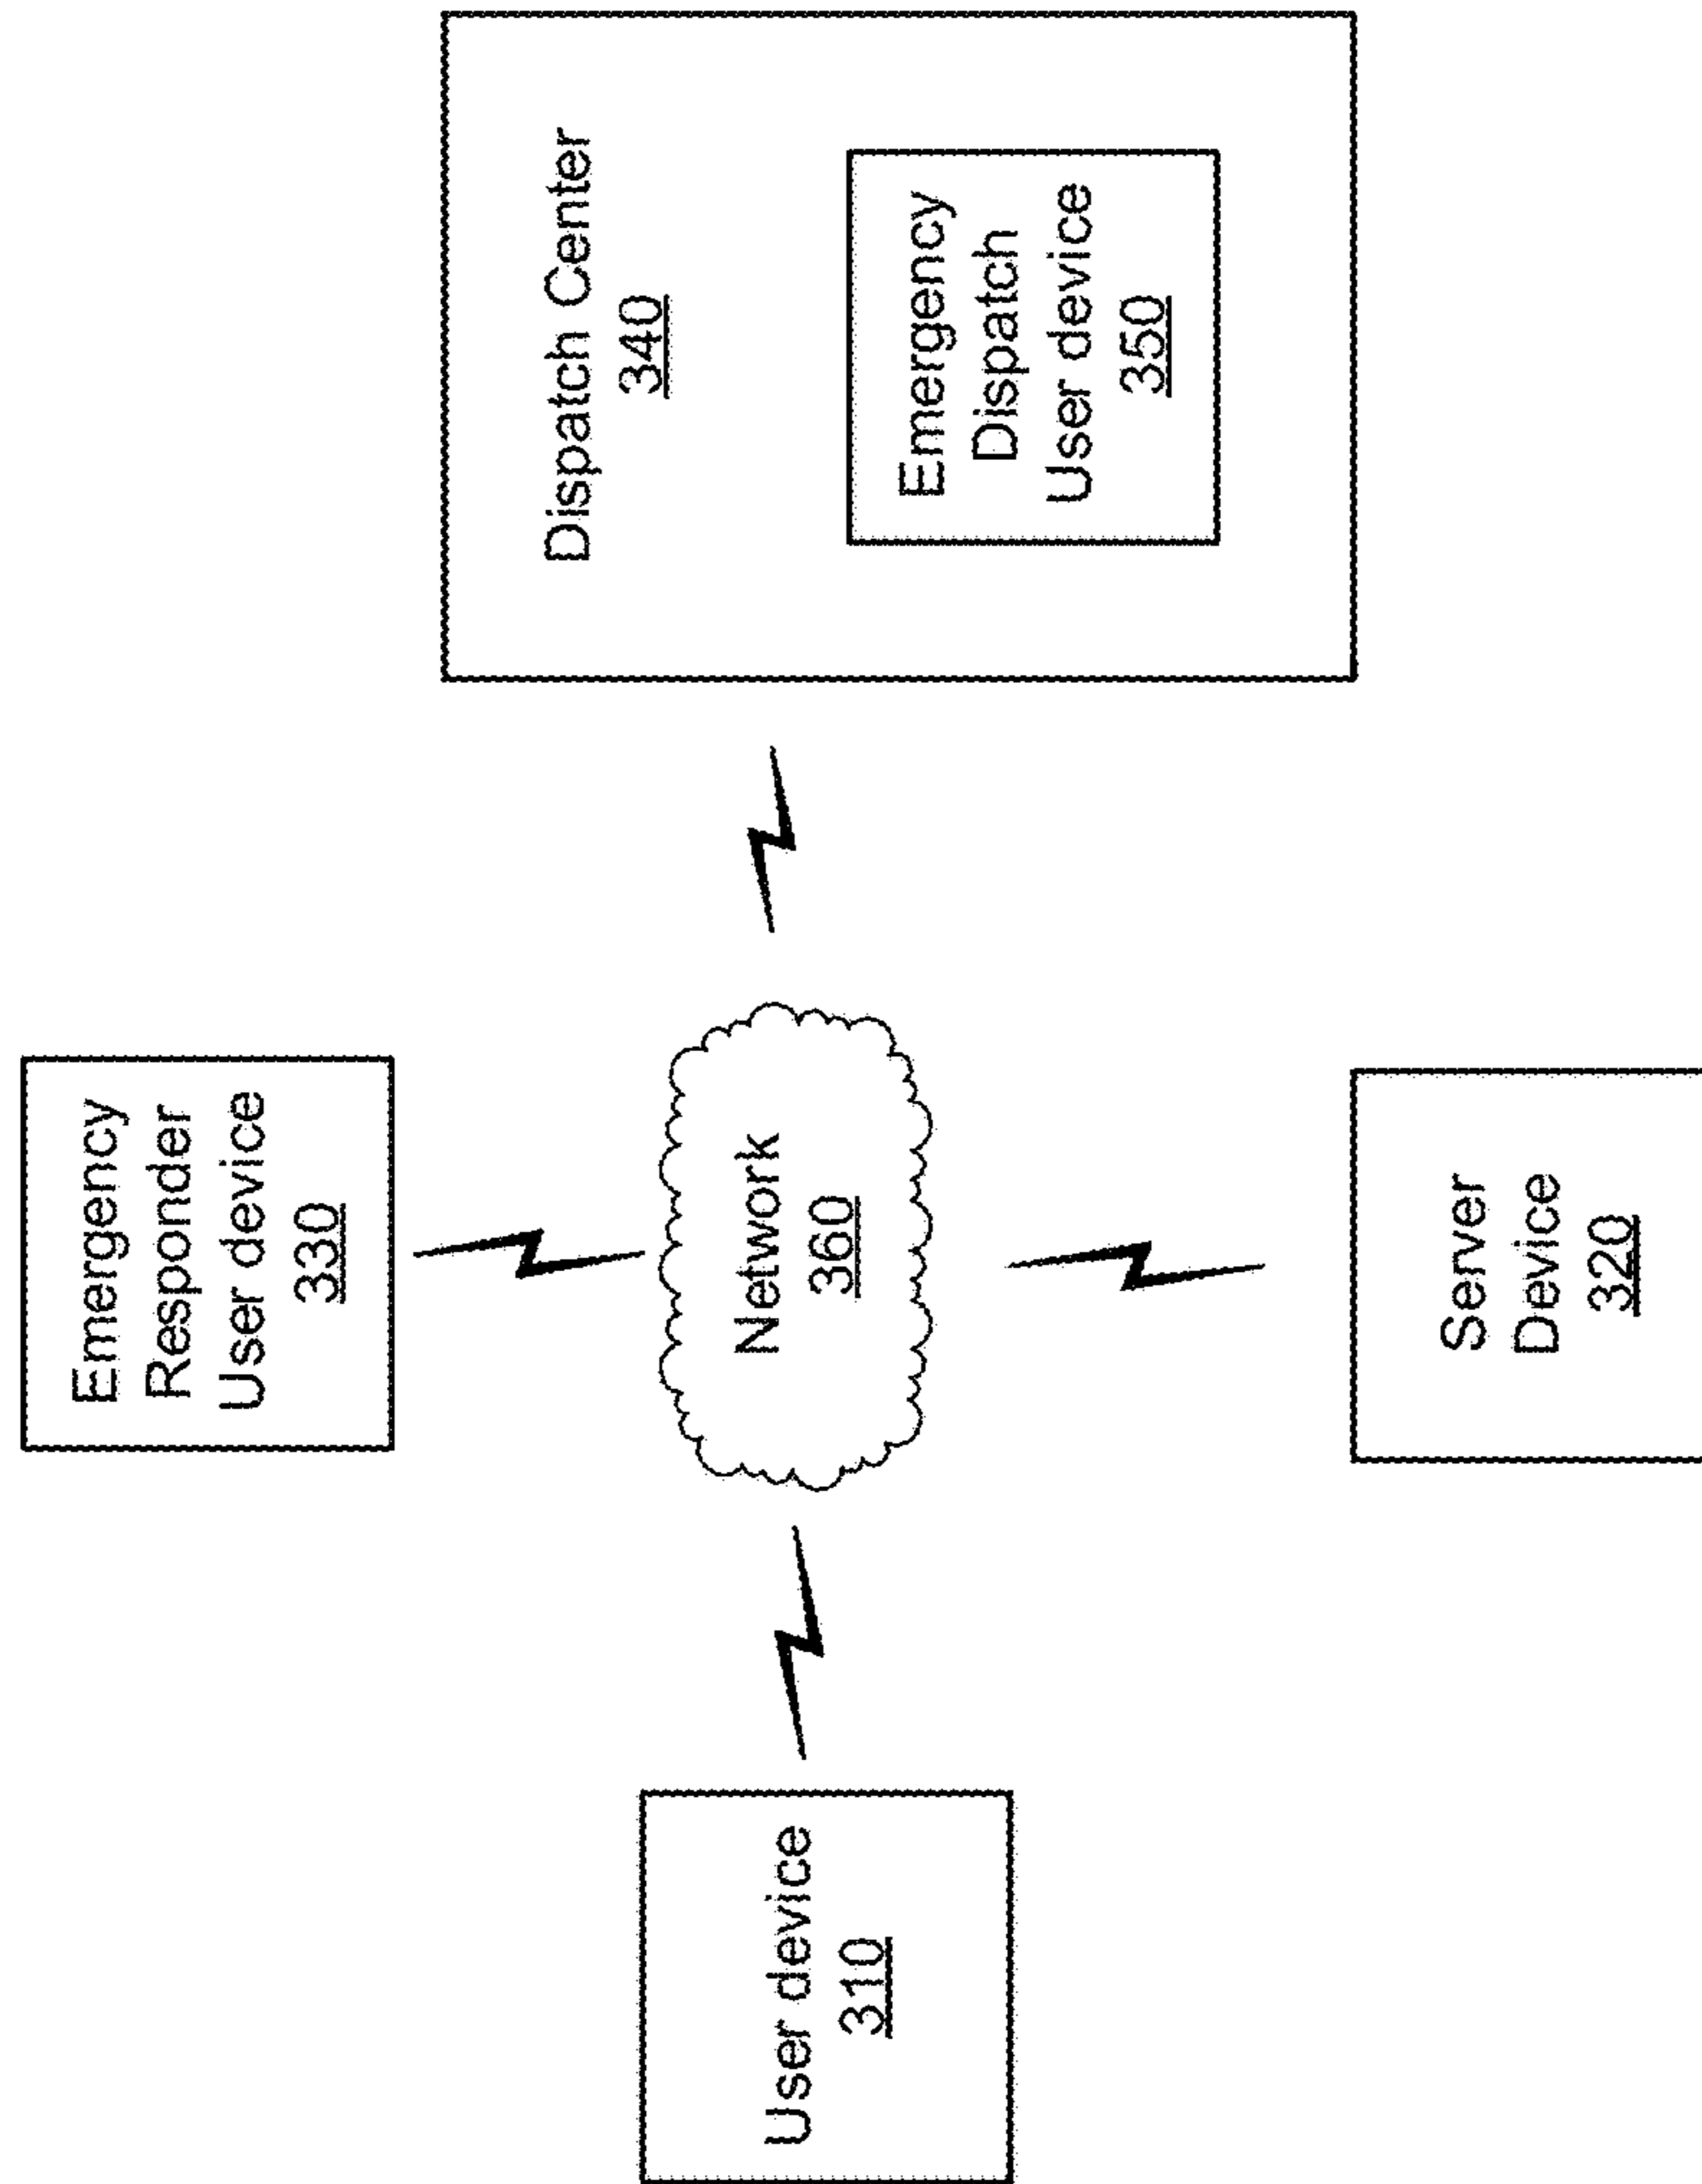 Emergency
Responder
User device
330
User device
310
Network
360
Dispatch Center
340
Emergency
Dispatch
User device
350
Server
Device
320